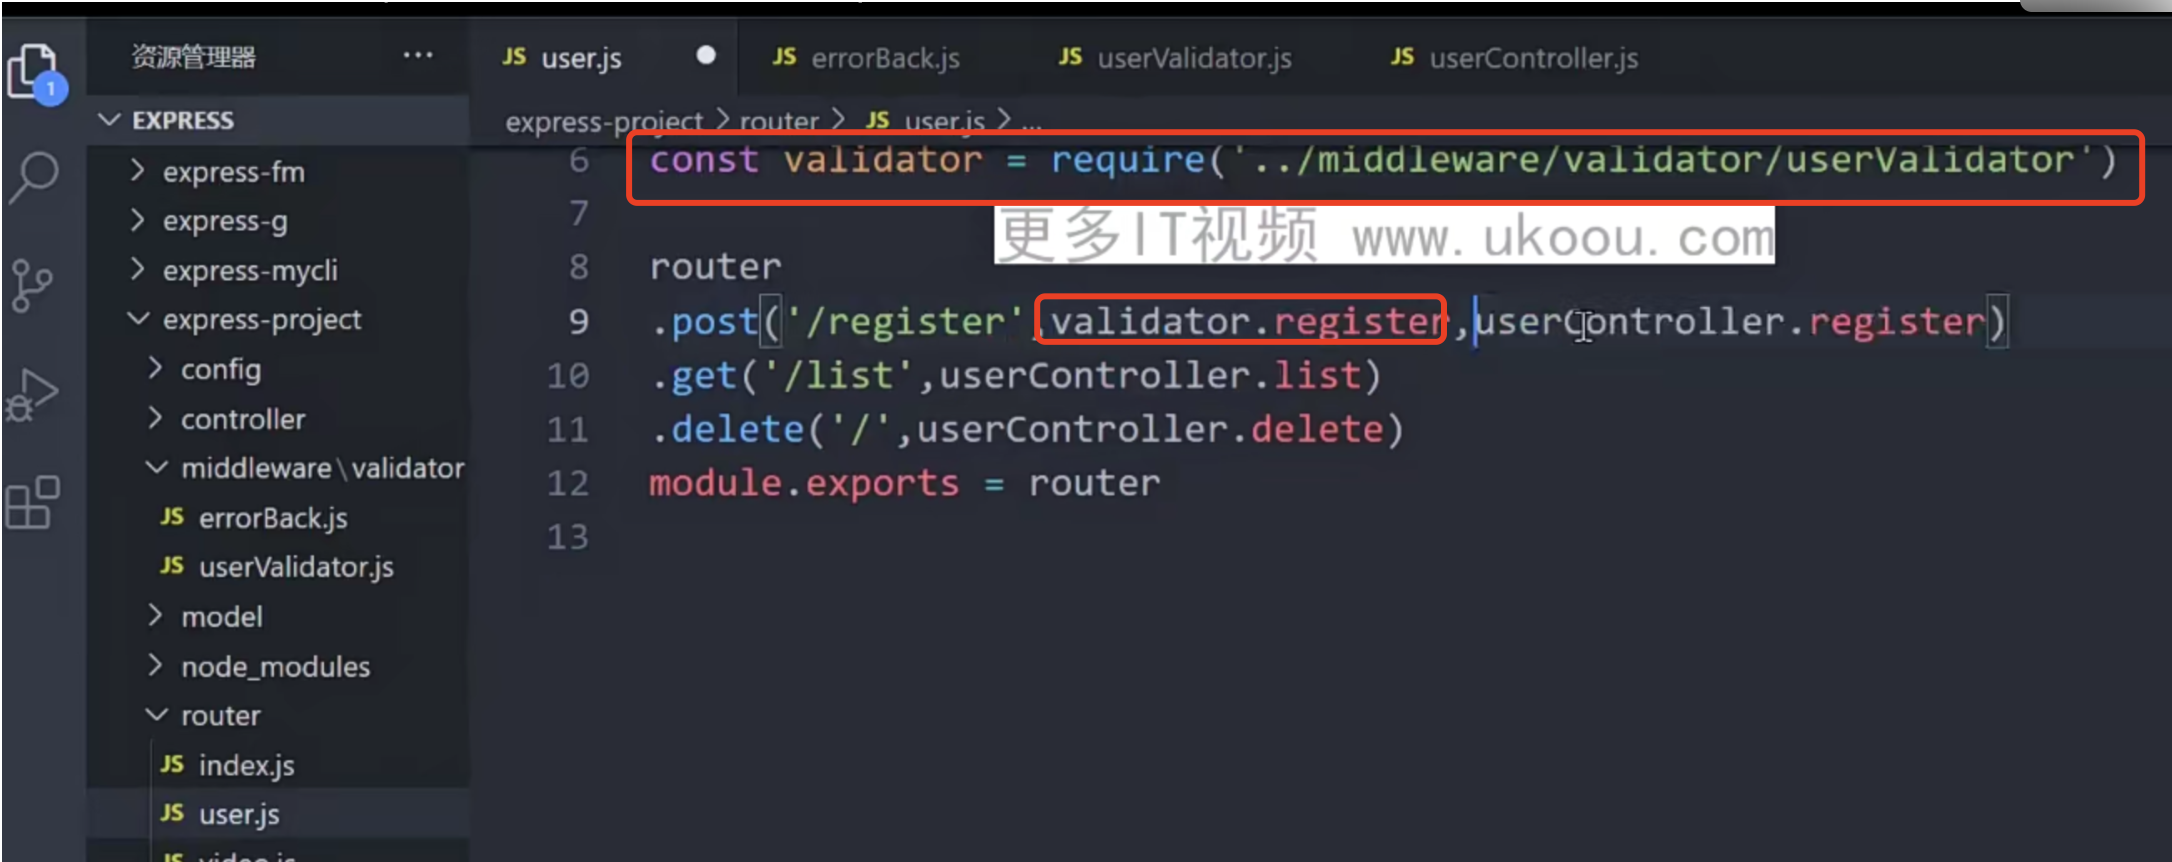 资源管理器 ···
JS user.js ● JS errorBack.js JS userValidator.js JS userController.js
1
EXPRESS
express-project > router > JS user.js > ...
express-fm
express-g
express-mycli
express-project
config
controller
middleware\validator
JS errorBack.js
JS userValidator.js
model
node_modules
router
JS index.js
JS user.js
JS video.js
6 const validator = require('../middleware/validator/userValidator')
7
更多IT视频 www.ukoou.com
8 router
9 .post('/register',validator.register,userController.register)
10 .get('/list',userController.list)
11 .delete('/',userController.delete)
12 module.exports = router
13